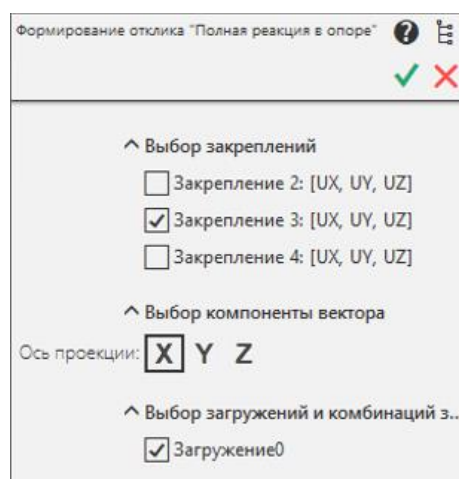 Формирование отклика "Полная реакция в опоре"
Выбор закреплений
Закрепление 2: [UX, UY, UZ]
Закрепление 3: [UX, UY, UZ]
Закрепление 4: [UX, UY, UZ]
Выбор компоненты вектора
Ось проекции: X Y Z
Выбор загружений и комбинаций з..
Загружение0